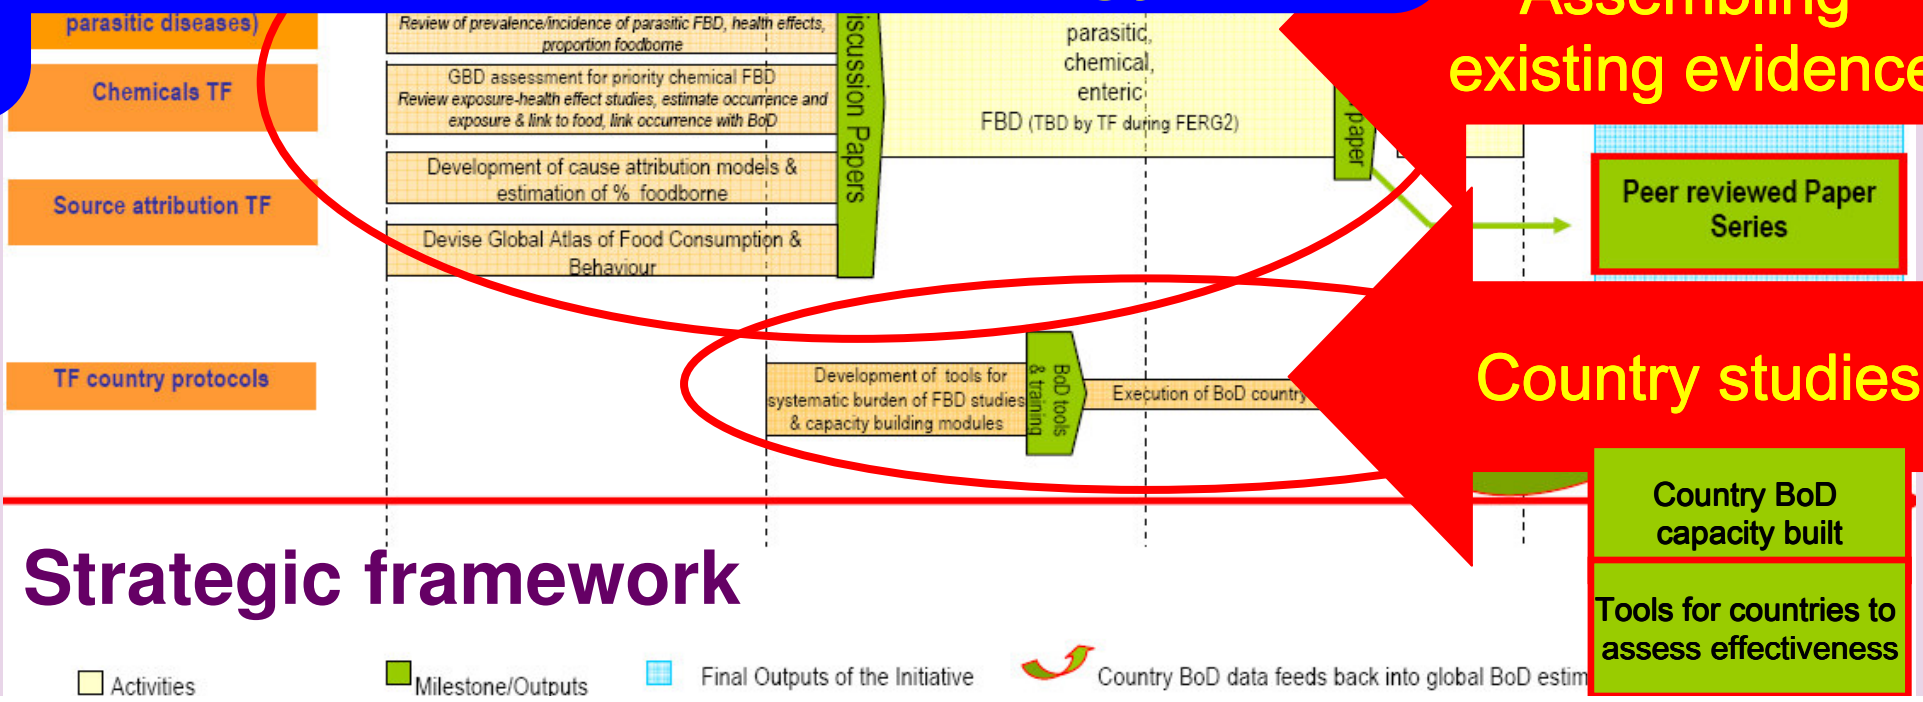 parasitic diseases)
Review of prevalence/incidence of parasitic FBD, health effects,
proportion foodborne
Chemicals TF
GBD assessment for priority chemical FBD
Review exposure-health effect studies, estimate occurrence and
exposure & link to food, link occurrence with BoD
Source attribution TF
Development of cause attribution models &
estimation of % foodborne
Devise Global Atlas of Food Consumption &
Behaviour
Papers
parasitic,
chemical,
enteric
FBD (TBD by TF during FERG2)
paper
Assembling
existing evidence
Peer reviewed Paper
Series
TF country protocols
Development of tools for
systematic burden of FBD studies
& capacity building modules
BoD tools
& training
Execution of BoD country
Country studies
Country BoD
capacity built
Tools for countries to
assess effectiveness
Strategic framework
Activities
Milestone/Outputs
Final Outputs of the Initiative
Country BoD data feeds back into global BoD estim